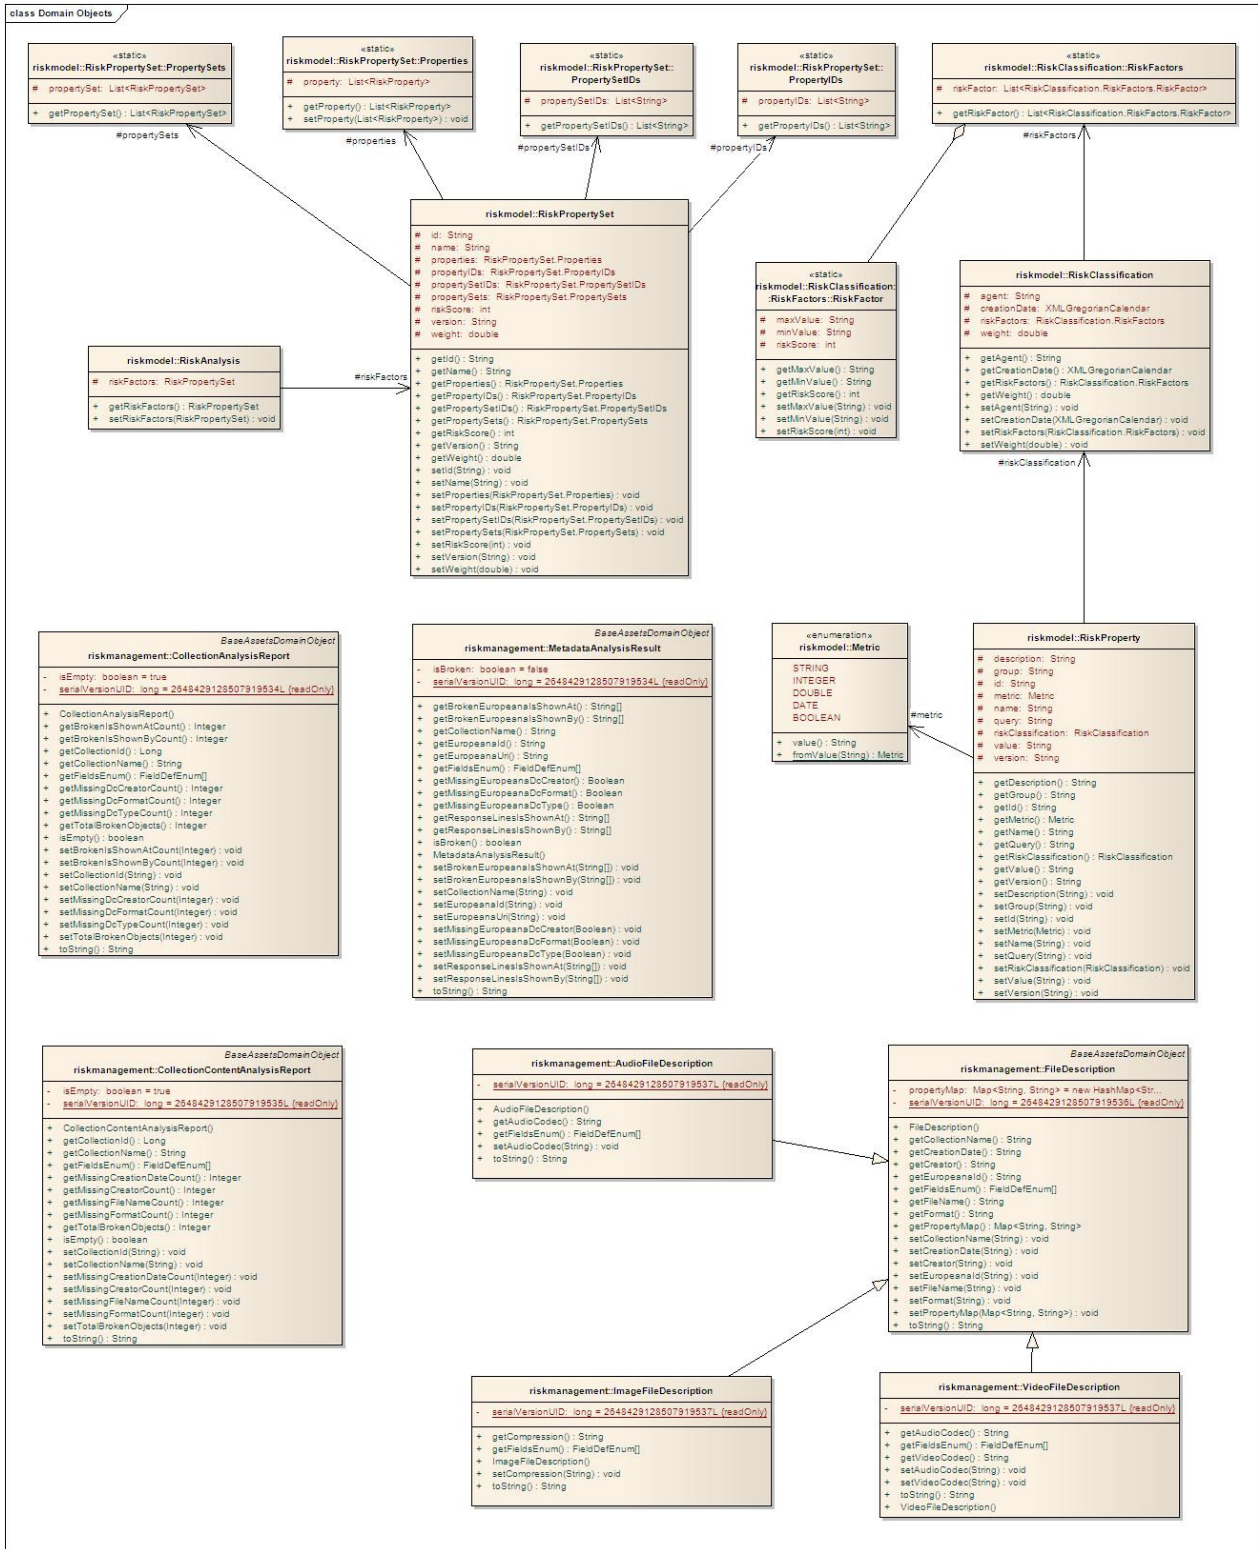 class Domain Objects
«static»
riskmodel::RiskPropertySet::PropertySets
# propertySet: List<RiskPropertySet>
+ getPropertySet() : List<RiskPropertySet>
«static»
riskmodel::RiskPropertySet::Properties
# property: List<RiskProperty>
+ getProperty() : List<RiskProperty>
+ setProperty(List<RiskProperty>) : void
«static»
riskmodel::RiskPropertySet::
PropertySetIDs
# propertySetIDs: List<String>
+ getPropertySetIDs() : List<String>
«static»
riskmodel::RiskPropertySet::
PropertyIDs
# propertyIDs: List<String>
+ getPropertyIDs() : List<String>
«static»
riskmodel::RiskClassification::RiskFactors
# riskFactor: List<RiskClassification.RiskFactors.RiskFactor>
+ getRiskFactor() : List<RiskClassification.RiskFactors.RiskFactor>
#propertySets
#properties
#propertySetIDs
#propertyIDs
#riskFactors
riskmodel::RiskPropertySet
# id: String
# name: String
# properties: RiskPropertySet.Properties
# propertyIDs: RiskPropertySet.PropertyIDs
# propertySetIDs: RiskPropertySet.PropertySetIDs
# propertySets: RiskPropertySet.PropertySets
# riskScore: int
# version: String
# weight: double
+ getId() : String
+ getName() : String
+ getProperties() : RiskPropertySet.Properties
+ getPropertyIDs() : RiskPropertySet.PropertyIDs
+ getPropertySetIDs() : RiskPropertySet.PropertySetIDs
+ getPropertySets() : RiskPropertySet.PropertySets
+ getRiskScore() : int
+ getVersion() : String
+ getWeight() : double
+ setId(String) : void
+ setName(String) : void
+ setProperties(RiskPropertySet.Properties) : void
+ setPropertyIDs(RiskPropertySet.PropertyIDs) : void
+ setPropertySetIDs(RiskPropertySet.PropertySetIDs) : void
+ setPropertySets(RiskPropertySet.PropertySets) : void
+ setRiskScore(int) : void
+ setVersion(String) : void
+ setWeight(double) : void
«static»
riskmodel::RiskClassification:
:RiskFactors::RiskFactor
# maxValue: String
# minValue: String
# riskScore: int
+ getMaxValue() : String
+ getMinValue() : String
+ getRiskScore() : int
+ setMaxValue(String) : void
+ setMinValue(String) : void
+ setRiskScore(int) : void
riskmodel::RiskClassification
# agent: String
# creationDate: XMLGregorianCalendar
# riskFactors: RiskClassification.RiskFactors
# weight: double
+ getAgent() : String
+ getCreationDate() : XMLGregorianCalendar
+ getRiskFactors() : RiskClassification.RiskFactors
+ getWeight() : double
+ setAgent(String) : void
+ setCreationDate(XMLGregorianCalendar) : void
+ setRiskFactors(RiskClassification.RiskFactors) : void
+ setWeight(double) : void
#riskClassification
riskmodel::RiskAnalysis
# riskFactors: RiskPropertySet
+ getRiskFactors() : RiskPropertySet
+ setRiskFactors(RiskPropertySet) : void
#riskFactors
BaseAssetsDomainObject
riskmanagement::CollectionAnalysisReport
- isEmpty: boolean = true
- serialVersionUID: long = 2648429128507919534L {readOnly}
+ CollectionAnalysisReport()
+ getBrokenIsShownAtCount() : Integer
+ getBrokenIsShownByCount() : Integer
+ getCollectionId() : Long
+ getCollectionName() : String
+ getFieldsEnum() : FieldDefEnum[]
+ getMissingDcCreatorCount() : Integer
+ getMissingDcFormatCount() : Integer
+ getMissingDcTypeCount() : Integer
+ getTotalBrokenObjects() : Integer
+ isEmpty() : boolean
+ setBrokenIsShownAtCount(Integer) : void
+ setBrokenIsShownByCount(Integer) : void
+ setCollectionId(String) : void
+ setCollectionName(String) : void
+ setMissingDcCreatorCount(Integer) : void
+ setMissingDcFormatCount(Integer) : void
+ setMissingDcTypeCount(Integer) : void
+ setTotalBrokenObjects(Integer) : void
+ toString() : String
BaseAssetsDomainObject
riskmanagement::MetadataAnalysisResult
- isBroken: boolean = false
- serialVersionUID: long = 2648429128507919534L {readOnly}
+ getBrokenEuropeanaIsShownAt() : String[]
+ getBrokenEuropeanaIsShownBy() : String[]
+ getCollectionName() : String
+ getEuropeanaId() : String
+ getEuropeanaUri() : String
+ getFieldsEnum() : FieldDefEnum[]
+ getMissingEuropeanaDcCreator() : Boolean
+ getMissingEuropeanaDcFormat() : Boolean
+ getMissingEuropeanaDcType() : Boolean
+ getResponseLinesIsShownAt() : String[]
+ getResponseLinesIsShownBy() : String[]
+ isBroken() : boolean
+ MetadataAnalysisResult()
+ setBrokenEuropeanaIsShownAt(String[]) : void
+ setBrokenEuropeanaIsShownBy(String[]) : void
+ setCollectionName(String) : void
+ setEuropeanaId(String) : void
+ setEuropeanaUri(String) : void
+ setMissingEuropeanaDcCreator(Boolean) : void
+ setMissingEuropeanaDcFormat(Boolean) : void
+ setMissingEuropeanaDcType(Boolean) : void
+ setResponseLinesIsShownAt(String[]) : void
+ setResponseLinesIsShownBy(String[]) : void
+ toString() : String
«enumeration»
riskmodel::Metric
STRING
INTEGER
DOUBLE
DATE
BOOLEAN
+ value() : String
+ fromValue(String) : Metric
#metric
riskmodel::RiskProperty
# description: String
# group: String
# id: String
# metric: Metric
# name: String
# query: String
# riskClassification: RiskClassification
# value: String
# version: String
+ getDescription() : String
+ getGroup() : String
+ getId() : String
+ getMetric() : Metric
+ getName() : String
+ getQuery() : String
+ getRiskClassification() : RiskClassification
+ getValue() : String
+ getVersion() : String
+ setDescription(String) : void
+ setGroup(String) : void
+ setId(String) : void
+ setMetric(Metric) : void
+ setName(String) : void
+ setQuery(String) : void
+ setRiskClassification(RiskClassification) : void
+ setValue(String) : void
+ setVersion(String) : void
BaseAssetsDomainObject
riskmanagement::CollectionContentAnalysisReport
- isEmpty: boolean = true
- serialVersionUID: long = 2648429128507919535L {readOnly}
+ CollectionContentAnalysisReport()
+ getCollectionId() : Long
+ getCollectionName() : String
+ getFieldsEnum() : FieldDefEnum[]
+ getMissingCreationDateCount() : Integer
+ getMissingCreatorCount() : Integer
+ getMissingFileNameCount() : Integer
+ getMissingFormatCount() : Integer
+ getTotalBrokenObjects() : Integer
+ isEmpty() : boolean
+ setCollectionId(String) : void
+ setCollectionName(String) : void
+ setMissingCreationDateCount(Integer) : void
+ setMissingCreatorCount(Integer) : void
+ setMissingFileNameCount(Integer) : void
+ setMissingFormatCount(Integer) : void
+ setTotalBrokenObjects(Integer) : void
+ toString() : String
riskmanagement::AudioFileDescription
- serialVersionUID: long = 2648429128507919537L {readOnly}
+ AudioFileDescription()
+ getAudioCodec() : String
+ getFieldsEnum() : FieldDefEnum[]
+ setAudioCodec(String) : void
+ toString() : String
BaseAssetsDomainObject
riskmanagement::FileDescription
- propertyMap: Map<String, String> = new HashMap<Str...
- serialVersionUID: long = 2648429128507919536L {readOnly}
+ FileDescription()
+ getCollectionName() : String
+ getCreationDate() : String
+ getCreator() : String
+ getEuropeanaId() : String
+ getFieldsEnum() : FieldDefEnum[]
+ getFileName() : String
+ getFormat() : String
+ getPropertyMap() : Map<String, String>
+ setCollectionName(String) : void
+ setCreationDate(String) : void
+ setCreator(String) : void
+ setEuropeanaId(String) : void
+ setFileName(String) : void
+ setFormat(String) : void
+ setPropertyMap(Map<String, String>) : void
+ toString() : String
riskmanagement::ImageFileDescription
- serialVersionUID: long = 2648429128507919537L {readOnly}
+ getCompression() : String
+ getFieldsEnum() : FieldDefEnum[]
+ ImageFileDescription()
+ setCompression(String) : void
+ toString() : String
riskmanagement::VideoFileDescription
- serialVersionUID: long = 2648429128507919537L {readOnly}
+ getAudioCodec() : String
+ getFieldsEnum() : FieldDefEnum[]
+ getVideoCodec() : String
+ setAudioCodec(String) : void
+ setVideoCodec(String) : void
+ toString() : String
+ VideoFileDescription()